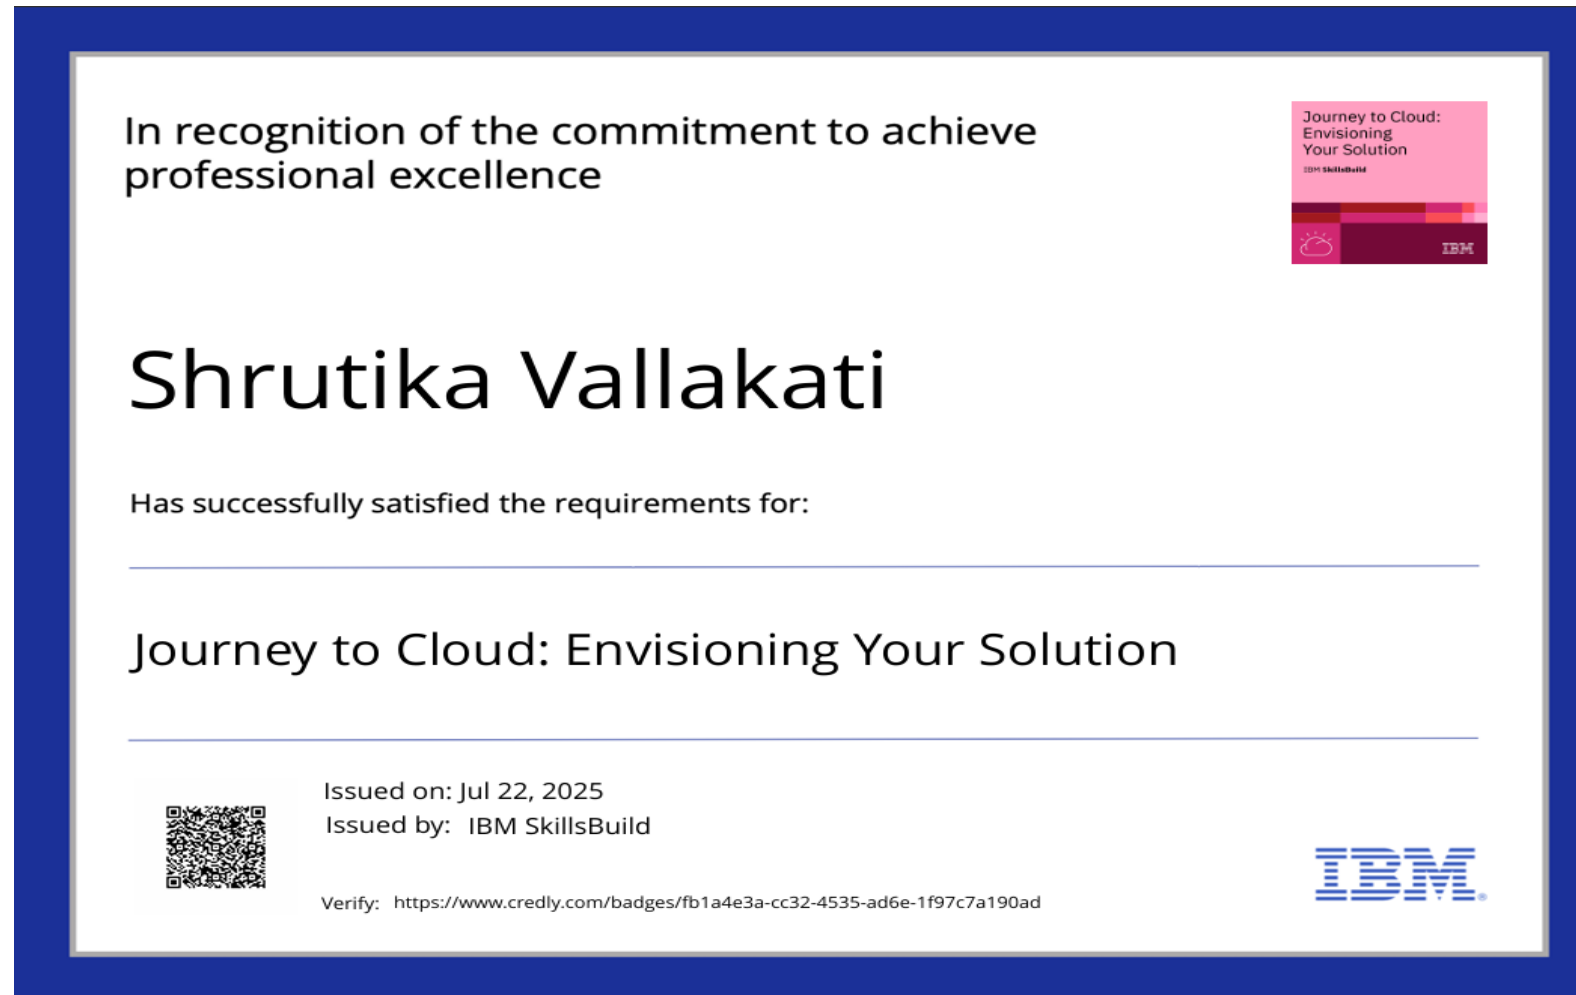 In recognition of the commitment to achieve
professional excellence
Journey to Cloud:
Envisioning
Your Solution
IBM SkillsBuild
IBM
Shrutika Vallakati
Has successfully satisfied the requirements for:
Journey to Cloud: Envisioning Your Solution
Issued on: Jul 22, 2025
Issued by: IBM SkillsBuild
Verify: https://www.credly.com/badges/fb1a4e3a-cc32-4535-ad6e-1f97c7a190ad
IBM®